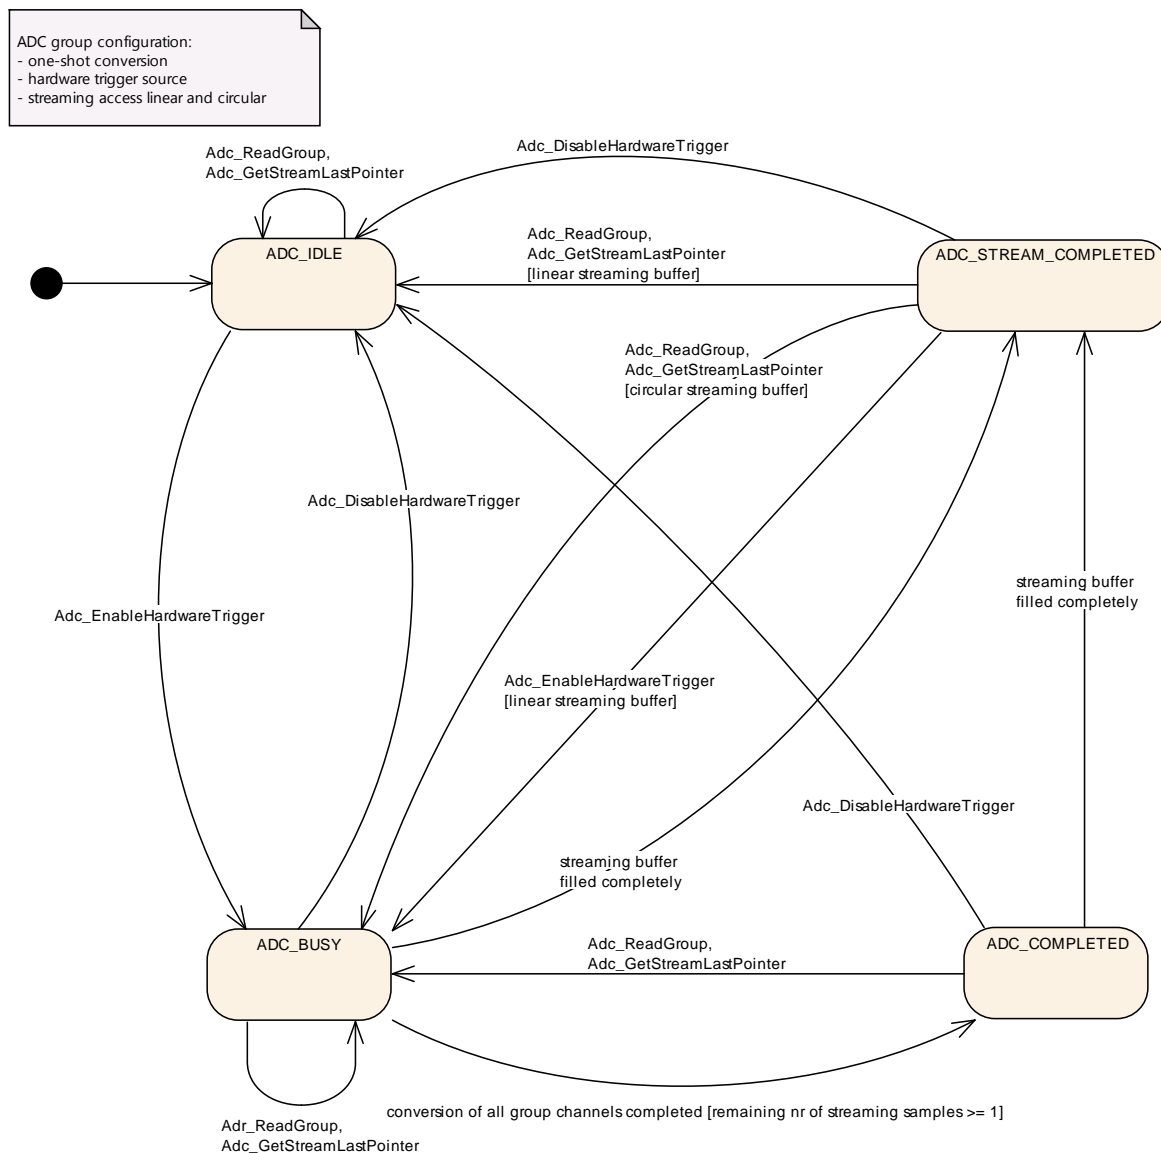 ADC group configuration:
- one-shot conversion
- hardware trigger source
- streaming access linear and circular
Adc_DisableHardwareTrigger
Adc_ReadGroup,
Adc_GetStreamLastPointer
ADC_IDLE
Adc_ReadGroup,
Adc_GetStreamLastPointer
[linear streaming buffer]
ADC_STREAM_COMPLETED
Adc_ReadGroup,
Adc_GetStreamLastPointer
[circular streaming buffer]
Adc_DisableHardwareTrigger
streaming buffer
filled completely
Adc_EnableHardwareTrigger
Adc_EnableHardwareTrigger
[linear streaming buffer]
Adc_DisableHardwareTrigger
streaming buffer
filled completely
ADC_BUSY
Adc_ReadGroup,
Adc_GetStreamLastPointer
ADC_COMPLETED
conversion of all group channels completed [remaining nr of streaming samples >= 1]
Adr_ReadGroup,
Adc_GetStreamLastPointer